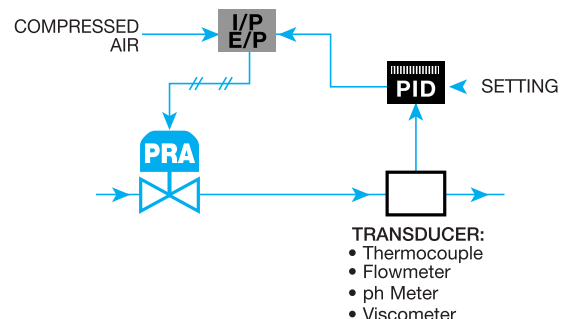 COMPRESSED
AIR
I/P
E/P
PID
SETTING
PRA
TRANSDUCER:
• Thermocouple
• Flowmeter
• ph Meter
• Viscometer